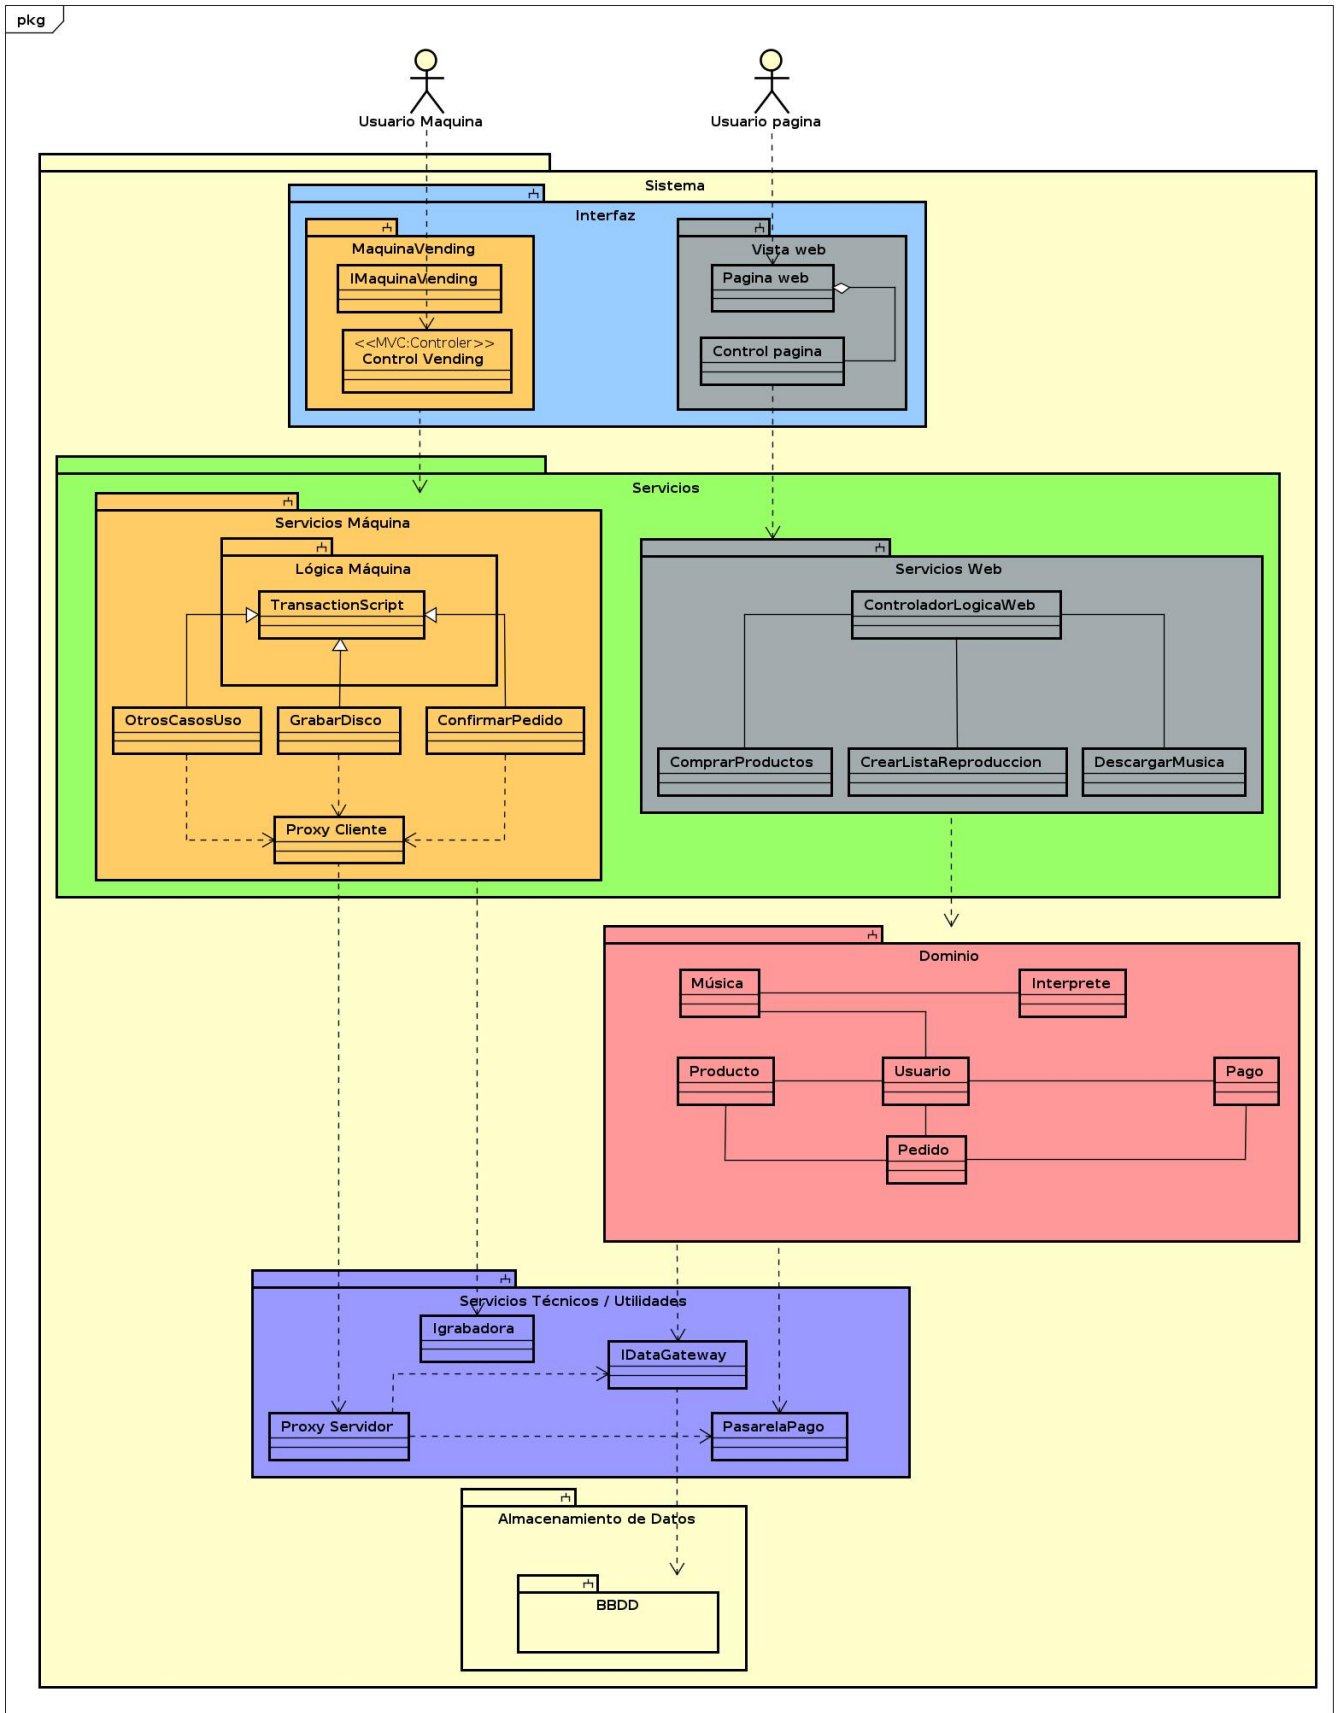 pkg
Usuario Maquina
Usuario pagina
Sistema
Interfaz
MaquinaVending
IMaquinaVending
<<MVC:Controler>>
Control Vending
Vista web
Pagina web
Control pagina
Servicios
Servicios Máquina
Lógica Máquina
TransactionScript
OtrosCasosUso
GrabarDisco
ConfirmarPedido
Proxy Cliente
Servicios Web
ControladorLogicaWeb
ComprarProductos
CrearListaReproduccion
DescargarMusica
Dominio
Música
Interprete
Producto
Usuario
Pago
Pedido
Servicios Técnicos / Utilidades
Igrabadora
IDataGateway
Proxy Servidor
PasarelaPago
Almacenamiento de Datos
BBDD